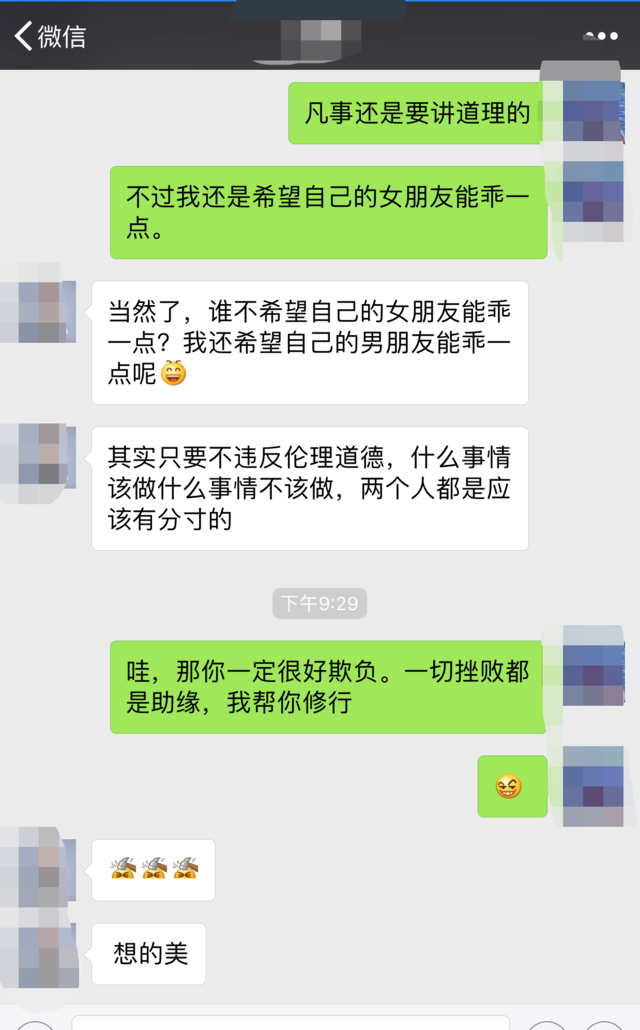 微信
凡事还是要讲道理的
不过我还是希望自己的女朋友能乖一
点。
当然了，谁不希望自己的女朋友能乖
一点？我还希望自己的男朋友能乖一
点呢😄
其实只要不违反伦理道德，什么事情
该做什么事情不该做，两个人都是应
该有分寸的
下午9:29
哇，那你一定很好欺负。一切挫败都
是助缘，我帮你修行
想的美